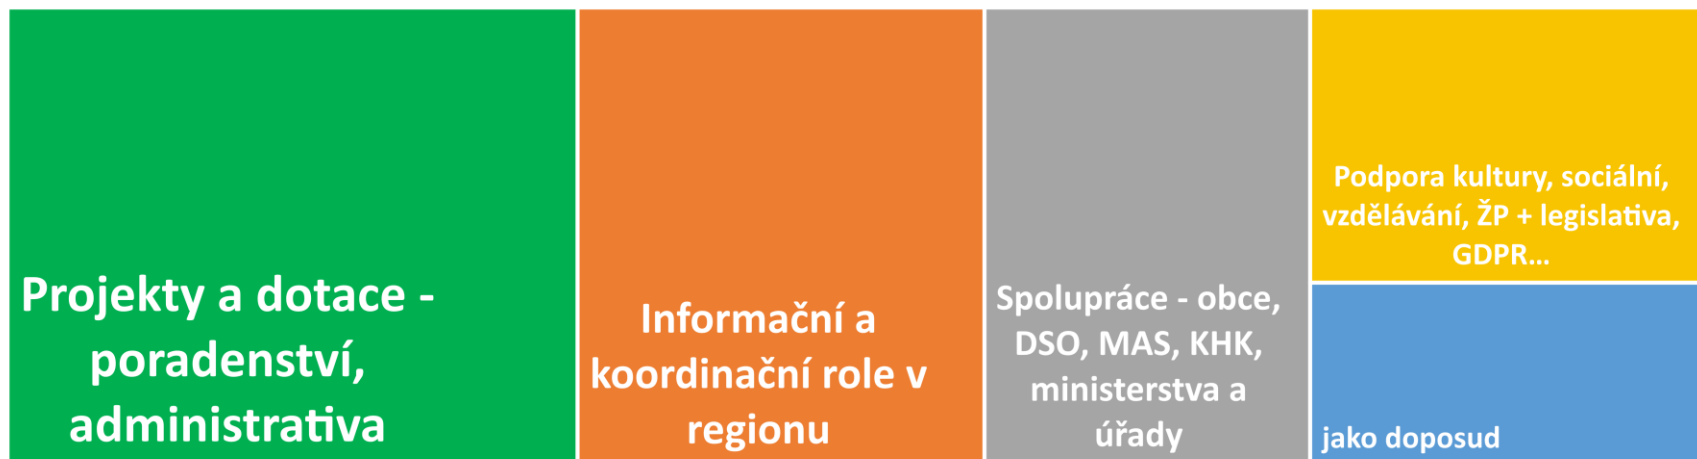 Projekty a dotace -
poradenství,
administrativa
Informační a
koordinační role v
regionu
Spolupráce - obce,
DSO, MAS, KHK,
ministerstva a
úřady
Podpora kultury, sociální,
vzdělávání, ŽP + legislativa,
GDPR...
jako doposud